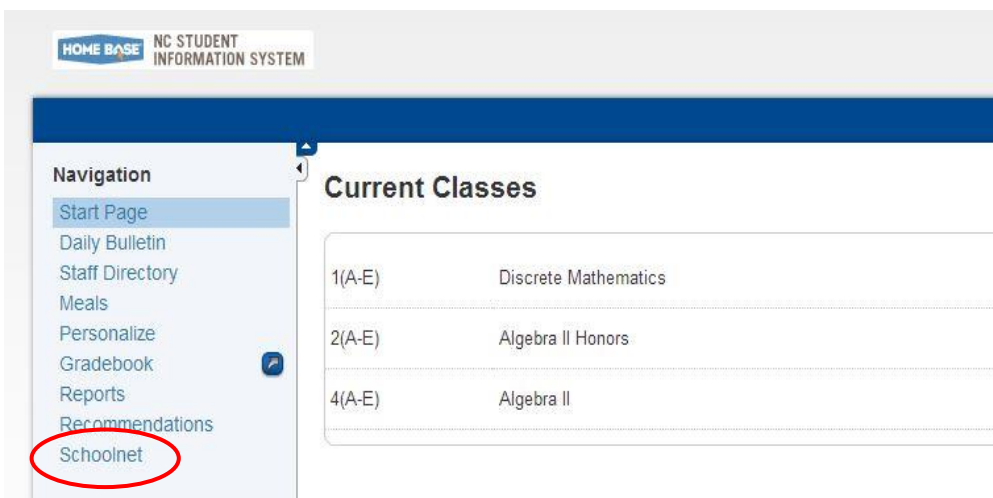 HOME BASE
NC STUDENT
INFORMATION SYSTEM
Navigation
Start Page
Daily Bulletin
Staff Directory
Meals
Personalize
Gradebook
Reports
Recommendations
Schoolnet
Current Classes
1(A-E) Discrete Mathematics
2(A-E) Algebra II Honors
4(A-E) Algebra II